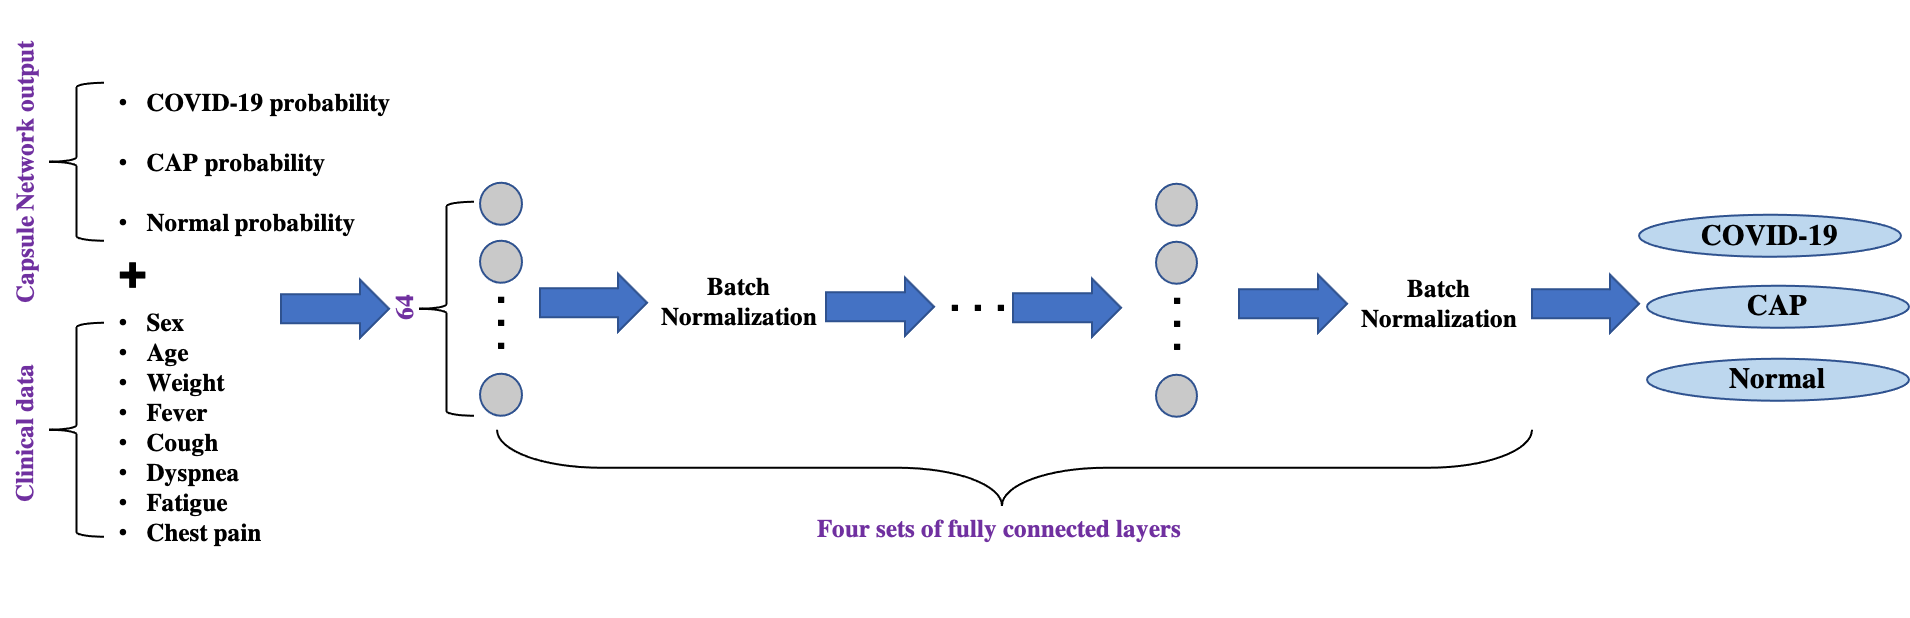 Capsule Network output
• COVID-19 probability
• CAP probability
• Normal probability
+
Clinical data
• Sex
• Age
• Weight
• Fever
• Cough
• Dyspnea
• Fatigue
• Chest pain
64
Batch
Normalization
. . .
Batch
Normalization
Four sets of fully connected layers
COVID-19
CAP
Normal